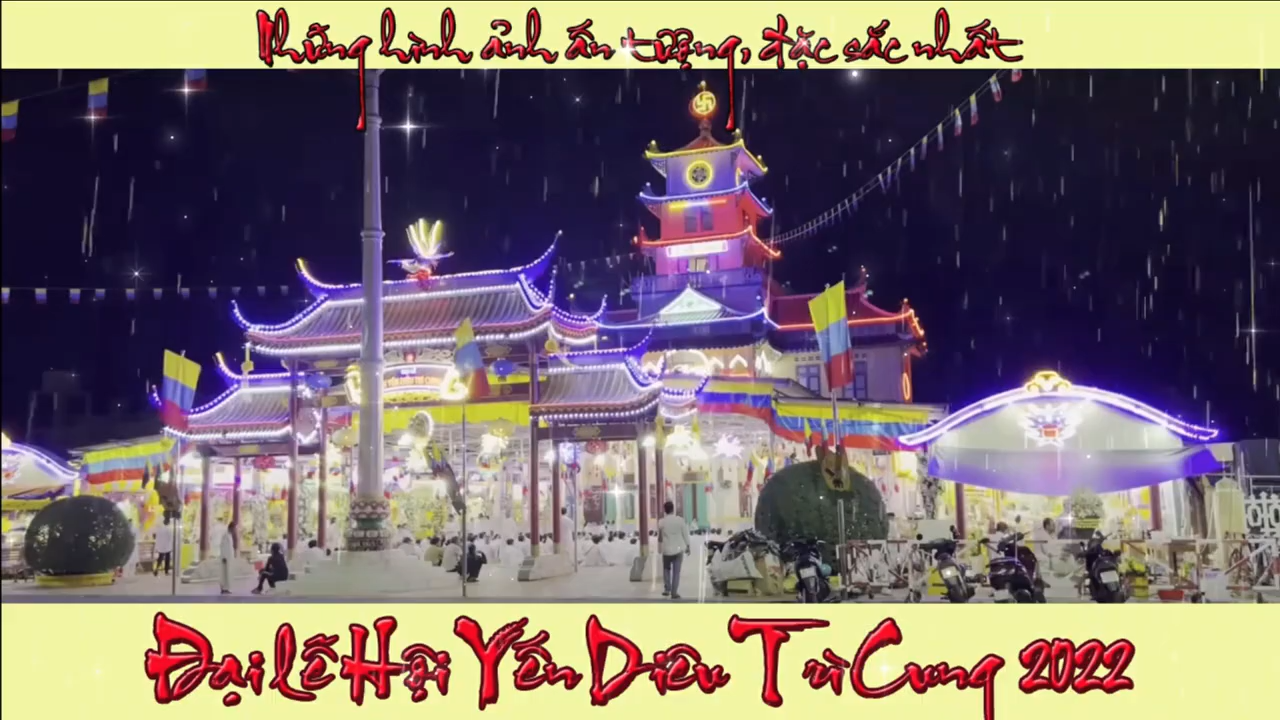 Những hình ảnh ấn tượng, đặc sắc nhất
Đại lễ Hội Yến Diêu Trì Cung 2022